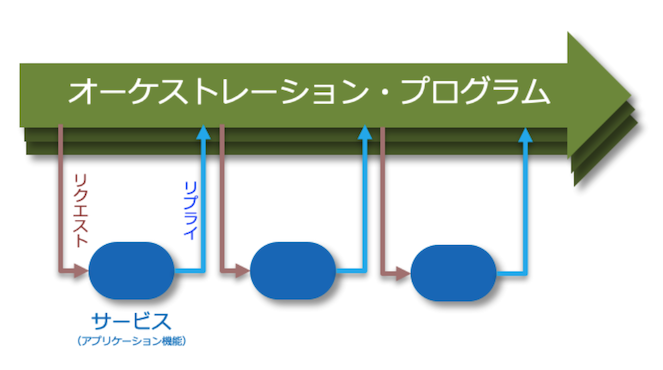 オーケストレーション・プログラム
リクエスト
リプライ
サービス
（アプリケーション機能）